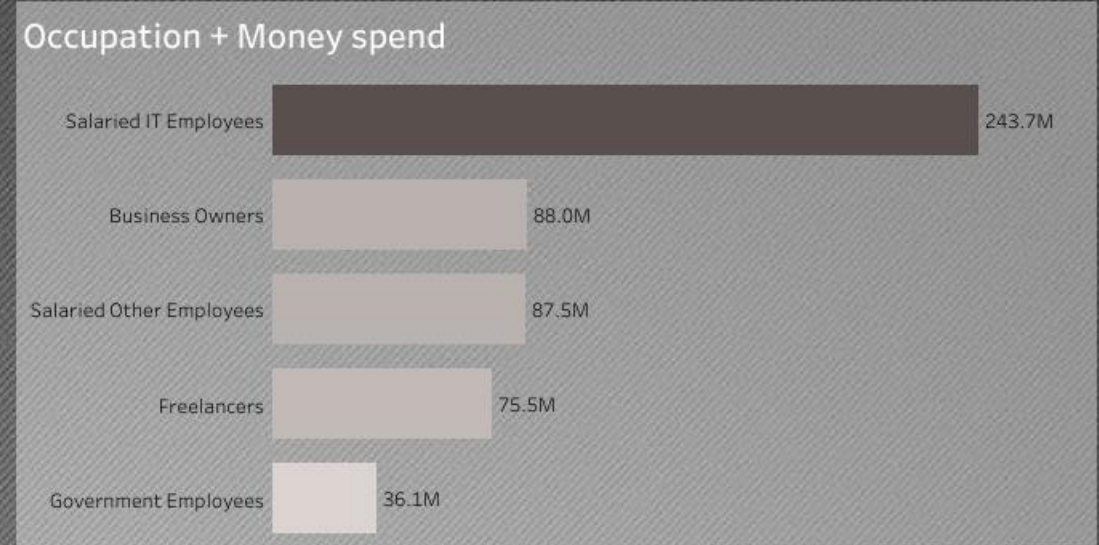 Occupation + Money spend
Salaried IT Employees 243.7M
Business Owners 88.0M
Salaried Other Employees 87.5M
Freelancers 75.5M
Government Employees 36.1M